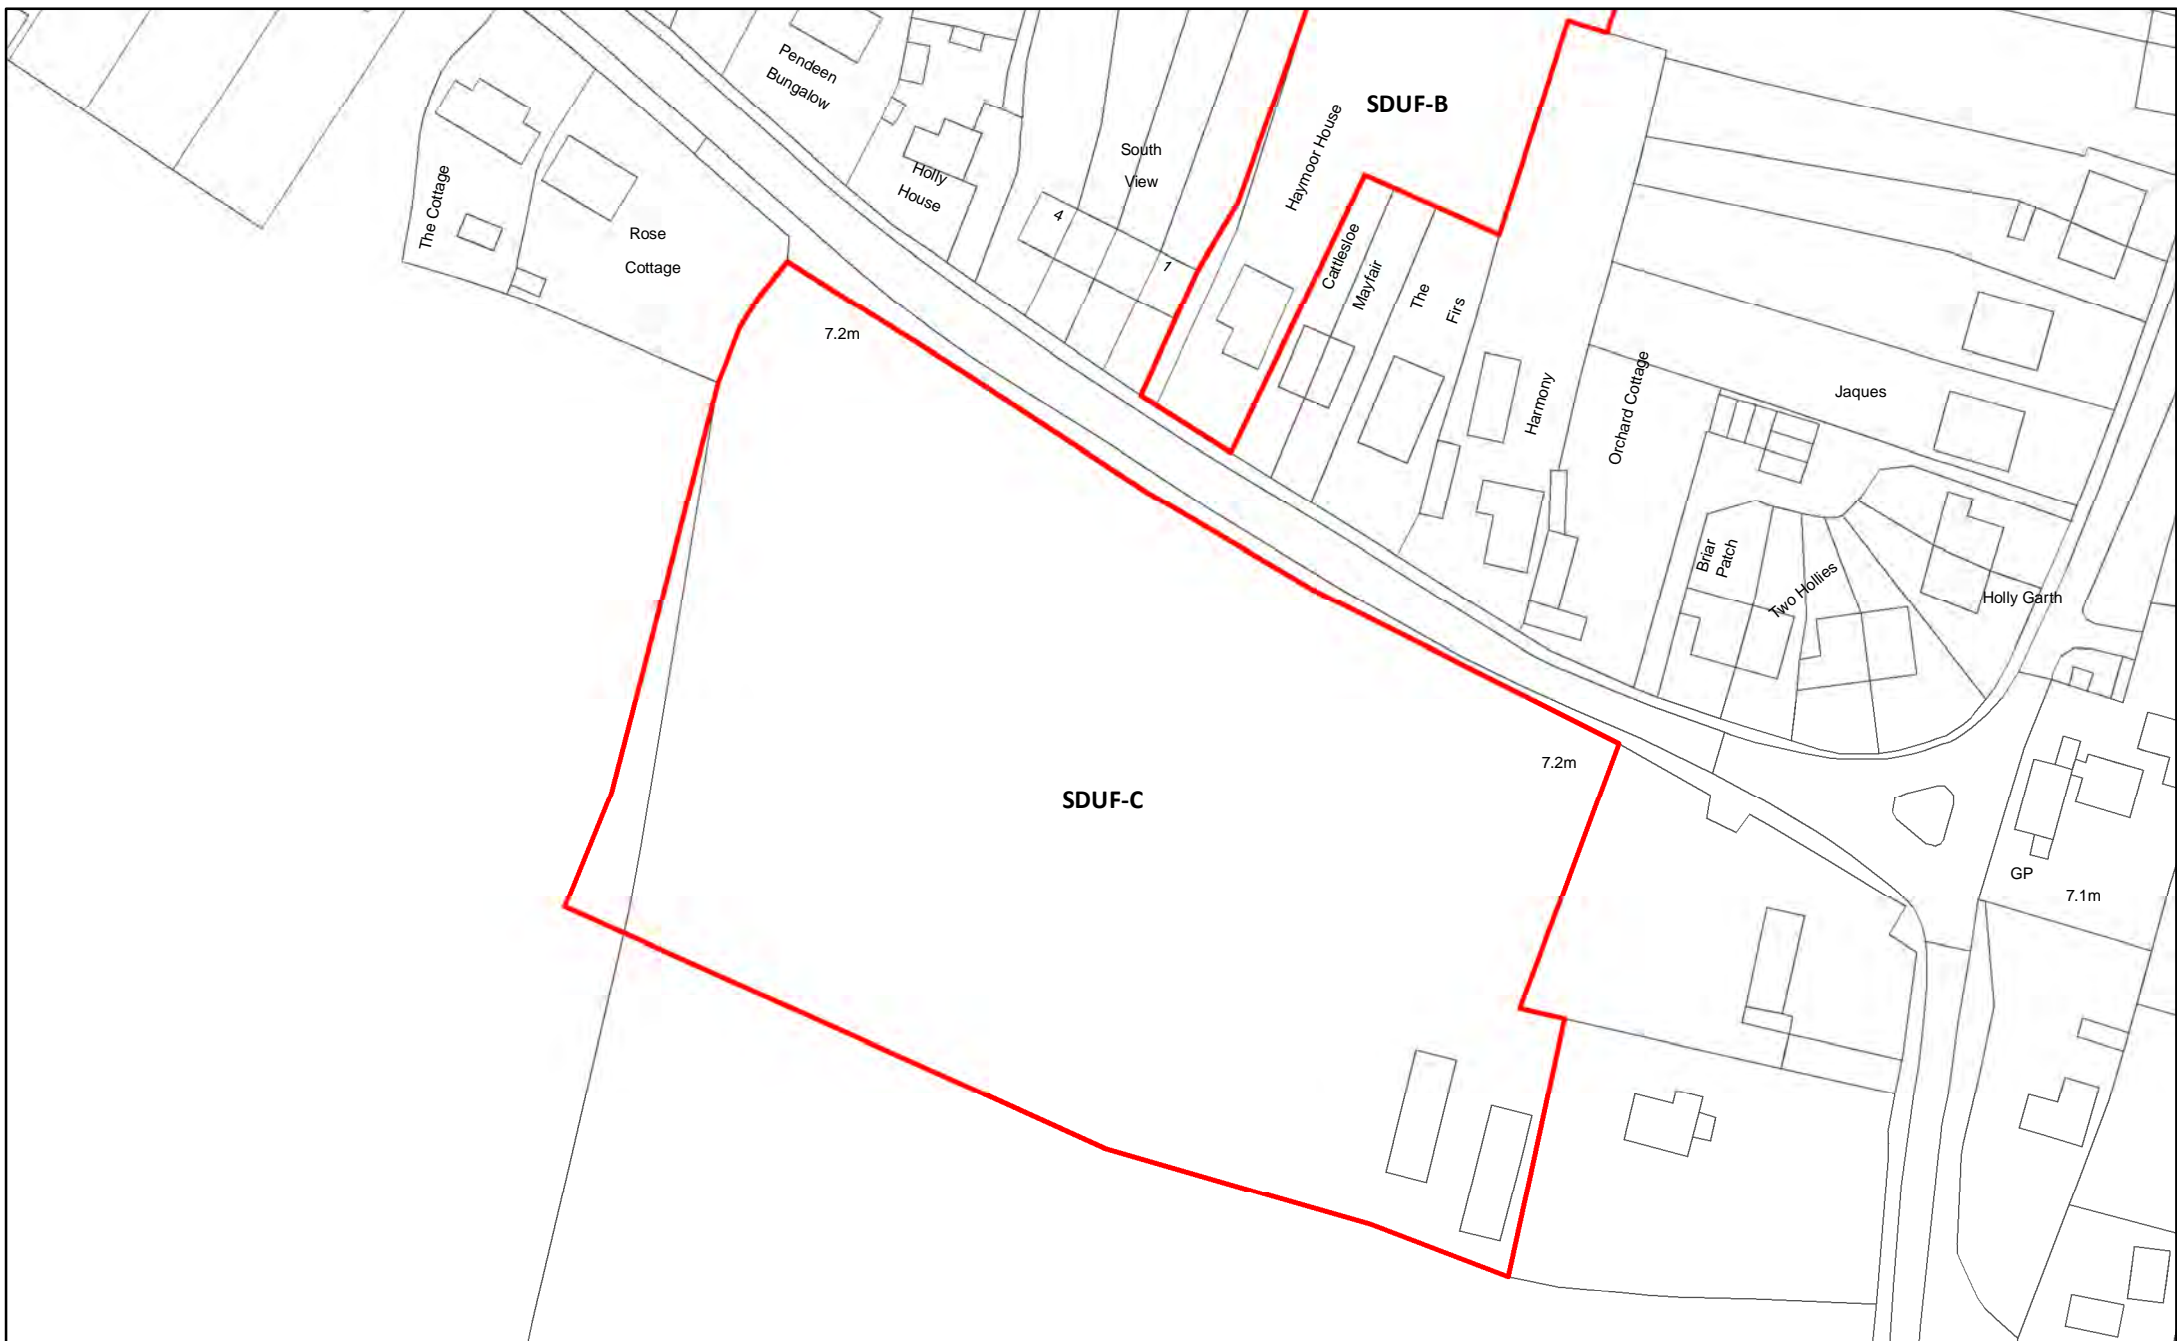 Pendeen
Bungalow
SDUF-B
Haymoor House
South
View
The Cottage
Holly
House
4
1
Rose
Cottage
Cattlesloe
Mayfair
The
Firs
7.2m
Harmony
Orchard Cottage
Jaques
Briar
Patch
Two Hollies
Holly Garth
7.2m
SDUF-C
GP
7.1m